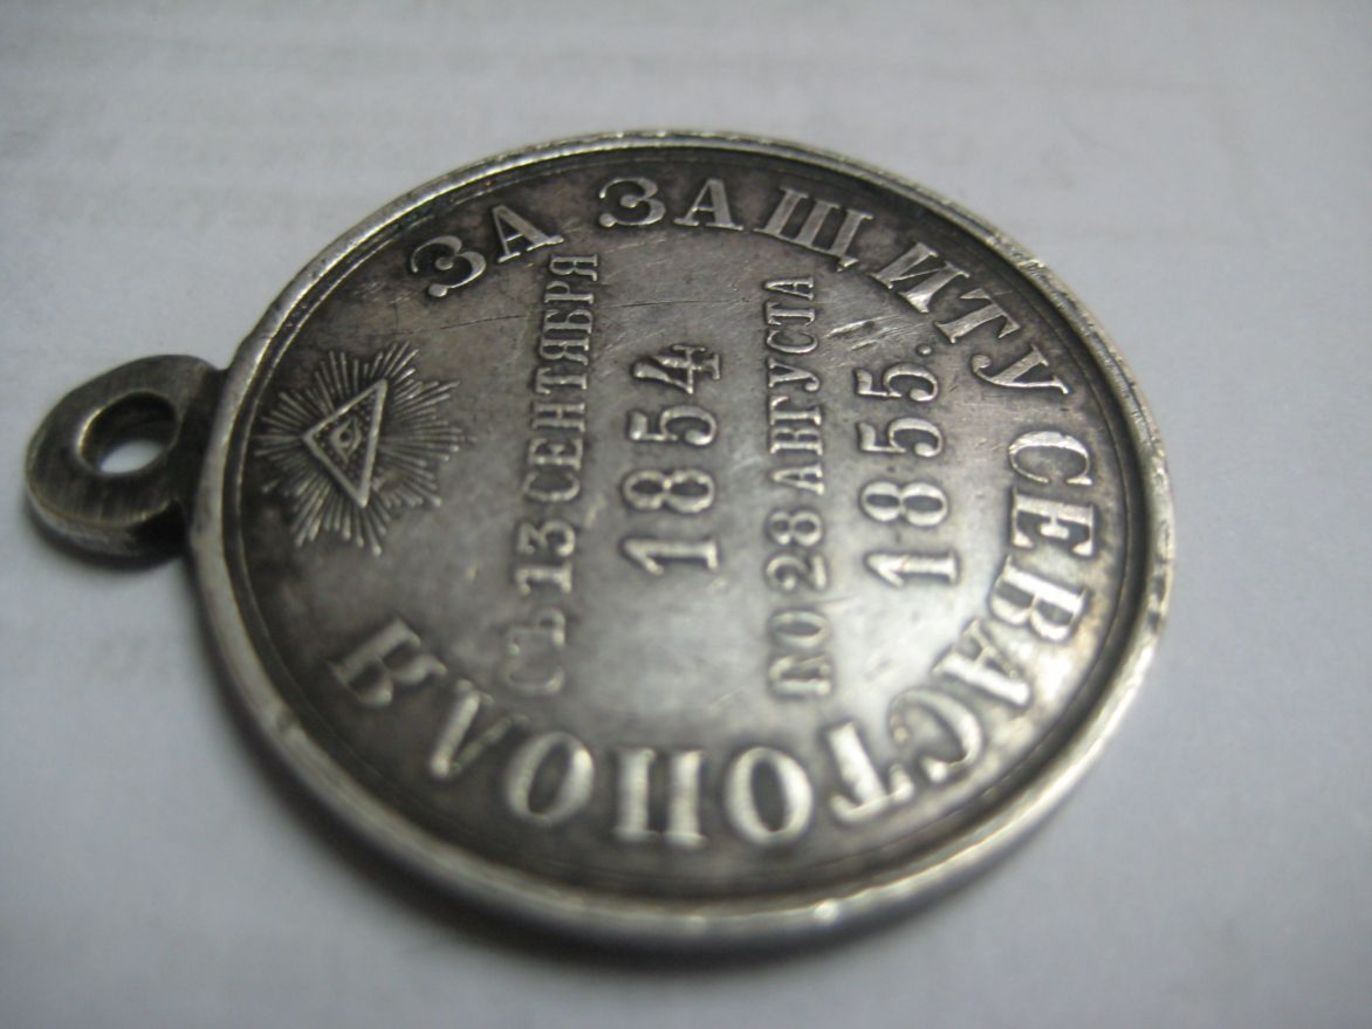 ЗА ЗАЩИТУ СЕВАСТОПОЛЯ
СЪ 13 СЕНТЯБРЯ
1854
ПО 28 АВГУСТА
1855.